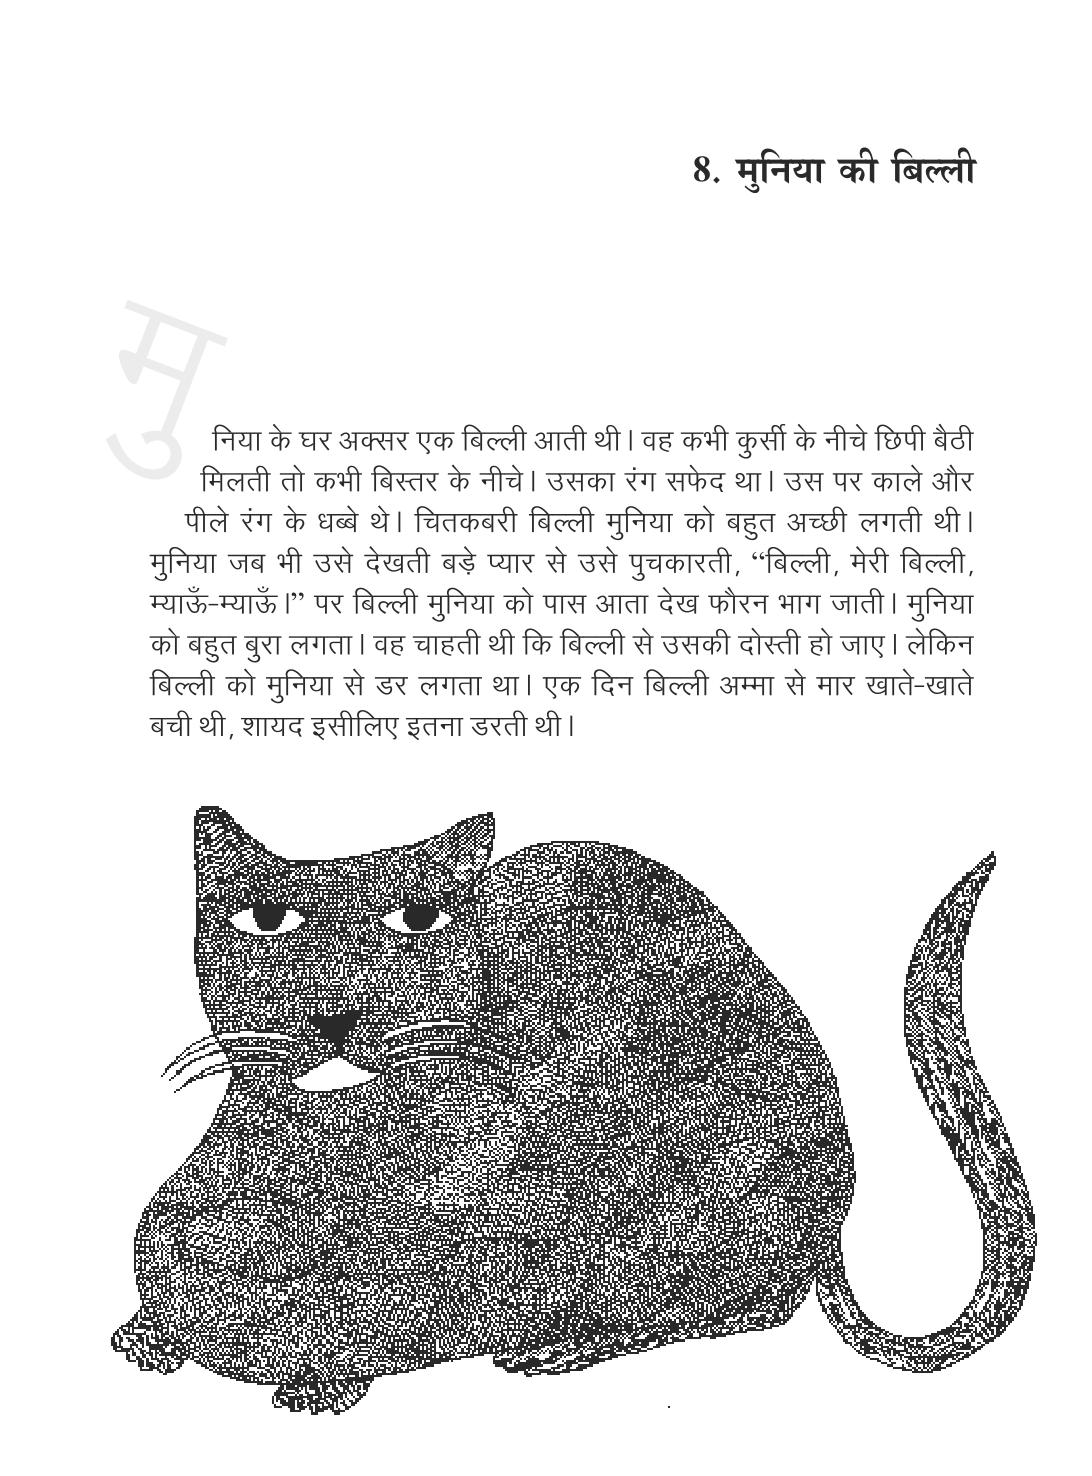 8. मुनिया की बिल्ली
मु
निया के घर अक्सर एक बिल्ली आती थी। वह कभी कुर्सी के नीचे छिपी बैठी
मिलती तो कभी बिस्तर के नीचे। उसका रंग सफेद था। उस पर काले और
पीले रंग के धब्बे थे। चितकबरी बिल्ली मुनिया को बहुत अच्छी लगती थी।
मुनिया जब भी उसे देखती बड़े प्यार से उसे पुचकारती, “बिल्ली, मेरी बिल्ली,
म्याऊँ-म्याऊँ।” पर बिल्ली मुनिया को पास आता देख फौरन भाग जाती। मुनिया
को बहुत बुरा लगता। वह चाहती थी कि बिल्ली से उसकी दोस्ती हो जाए। लेकिन
बिल्ली को मुनिया से डर लगता था। एक दिन बिल्ली अम्मा से मार खाते-खाते
बची थी, शायद इसीलिए इतना डरती थी।